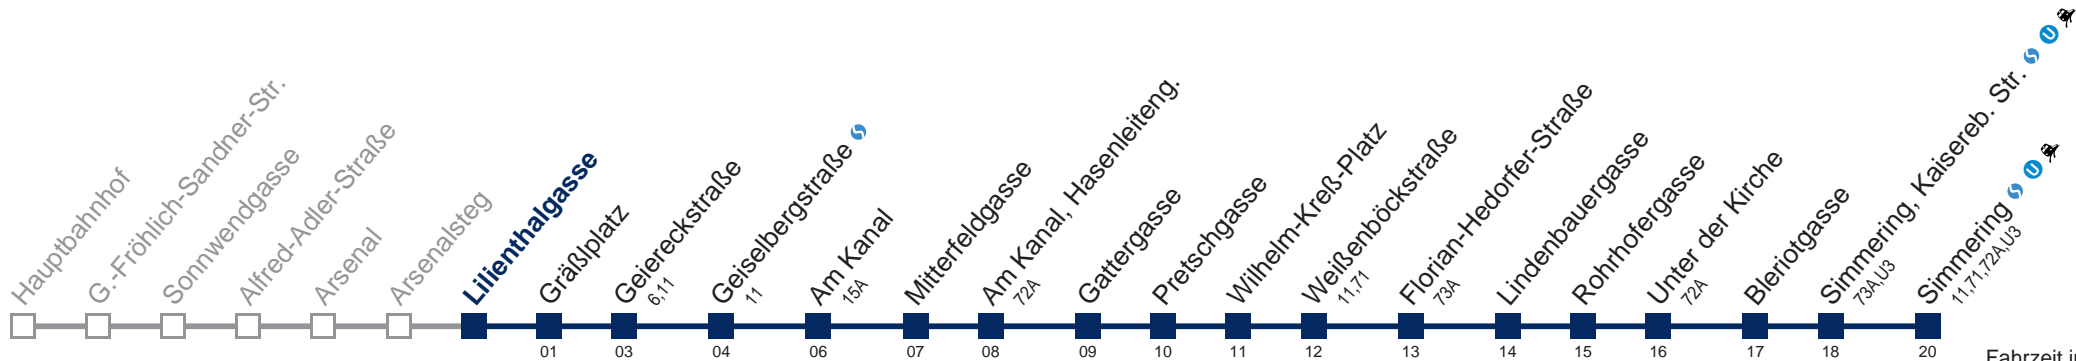 Hauptbahnhof
G.-Fröhlich-Sandner-Str.
Sonnwendgasse
Alfred-Adler-Straße
Arsenal
Arsenalsteg
Lilienthalgasse
Gräßlplatz
Geiereckstraße
6,11
Geiselbergstraße
11
Am Kanal
15A
Mitterfeldgasse
Am Kanal, Hasenleiteng.
72A
Gattergasse
Pretschgasse
Wilhelm-Kreß-Platz
Weißenböckstraße
11,71
Florian-Hedorfer-Straße
73A
Lindenbauergasse
Rohrhofergasse
Unter der Kirche
72A
Bleriotgasse
Simmering, Kaisereb. Str. S U
73A,U3
Simmering S U
11,71,72A,U3
01 03 04 06 07 08 09 10 11 12 13 14 15 16 17 18 20
Fahrzeit i